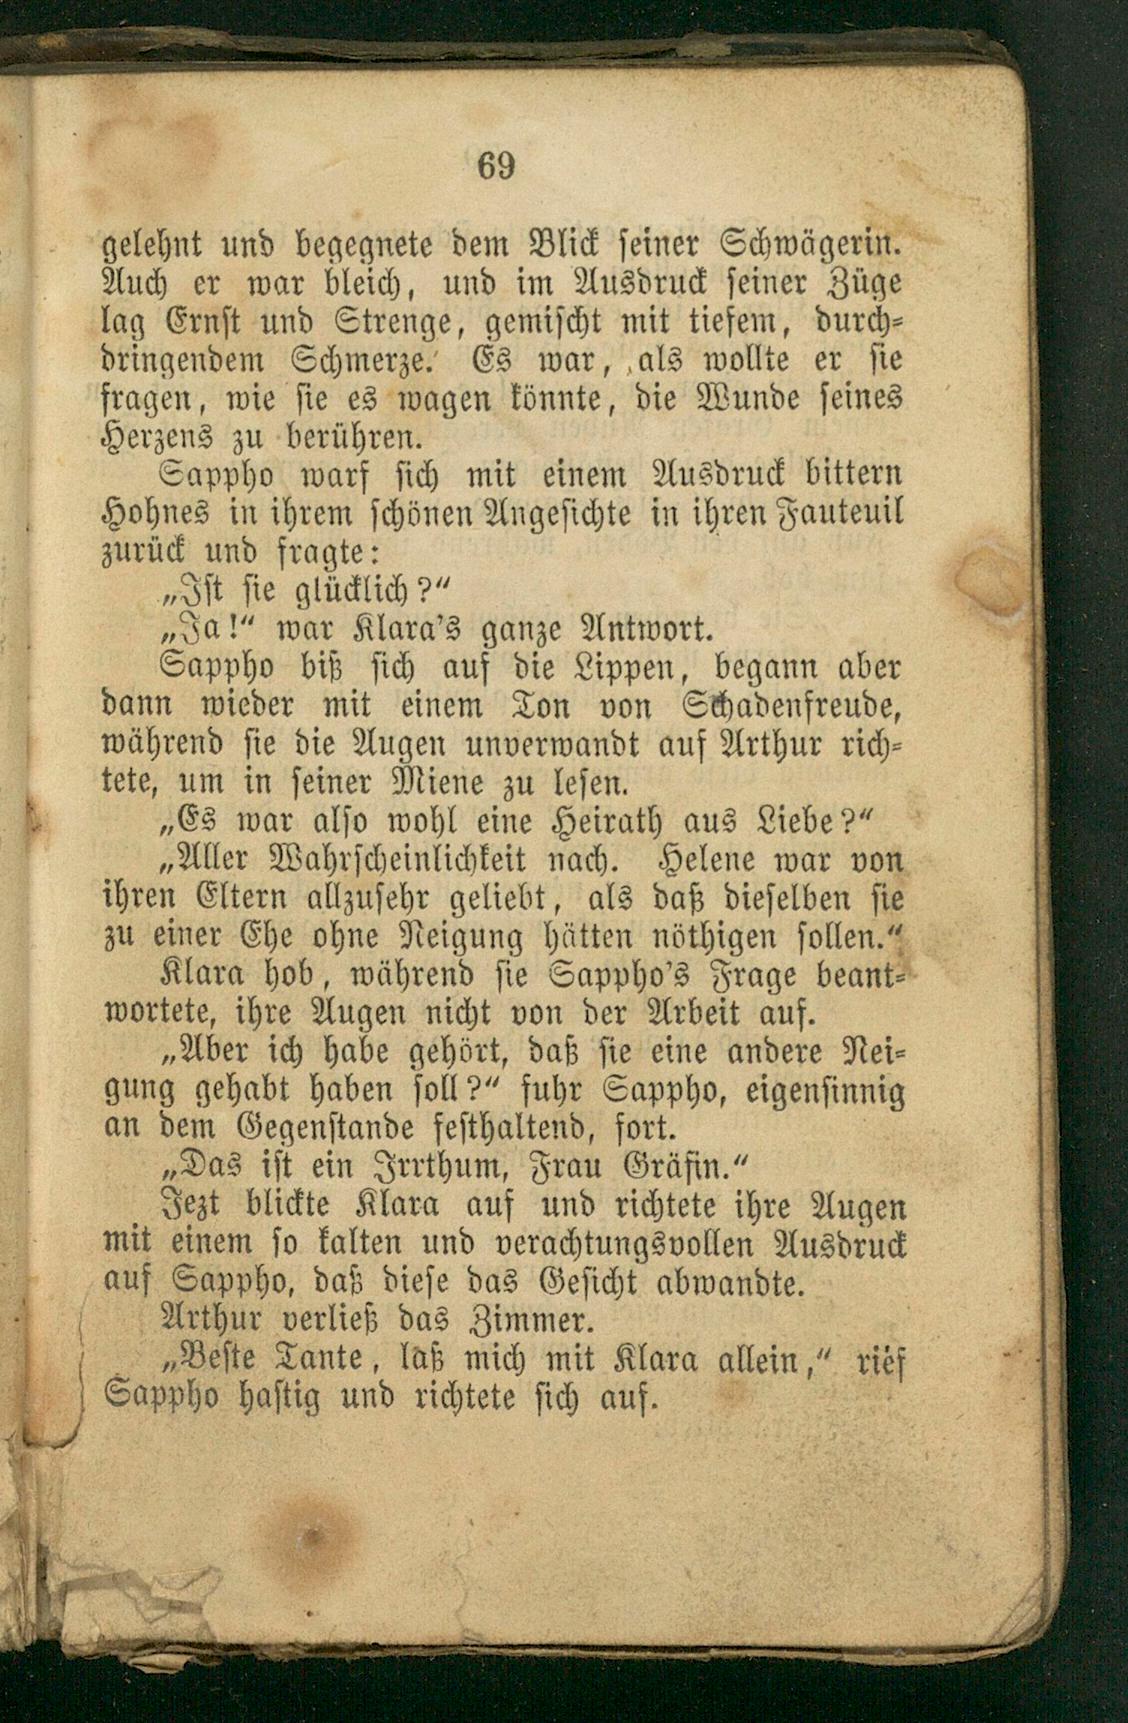 69
gelehnt und begegnete dem Blick seiner Schwägerin.
Auch er war bleich, und im Ausdruck seiner Züge
lag Ernst und Strenge, gemischt mit tiefem, durch-
dringendem Schmerze. Es war, als wollte er sie
fragen, wie sie es wagen könnte, die Wunde seines
Herzens zu berühren.
Sappho warf sich mit einem Ausdruck bittern
Hohnes in ihrem schönen Angesichte in ihren Fauteuil
zurück und fragte:
„Ist sie glücklich?“
„Ja!“ war Klara's ganze Antwort.
Sappho biß sich auf die Lippen, begann aber
dann wieder mit einem Ton von Schadenfreude,
während sie die Augen unverwandt auf Arthur rich-
tete, um in seiner Miene zu lesen.
„Es war also wohl eine Heirath aus Liebe?“
„Aller Wahrscheinlichkeit nach. Helene war von
ihren Eltern allzusehr geliebt, als daß dieselben sie
zu einer Ehe ohne Neigung hätten nöthigen sollen.“
Klara hob, während sie Sappho's Frage beant-
wortete, ihre Augen nicht von der Arbeit auf.
„Aber ich habe gehört, daß sie eine andere Nei-
gung gehabt haben soll?“ fuhr Sappho, eigensinnig
an dem Gegenstande festhaltend, fort.
„Das ist ein Irrthum, Frau Gräfin.“
Jezt blickte Klara auf und richtete ihre Augen
mit einem so kalten und verachtungsvollen Ausdruck
auf Sappho, daß diese das Gesicht abwandte.
Arthur verließ das Zimmer.
„Beste Tante, laß mich mit Klara allein,“ rief
Sappho hastig und richtete sich auf.